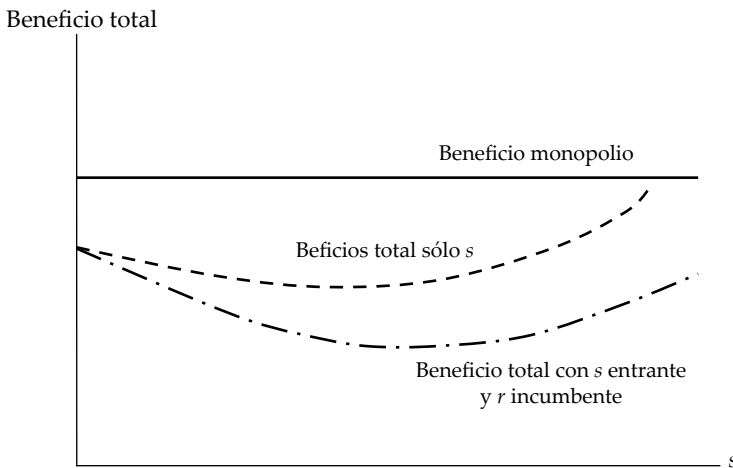 Beneficio total
Beneficio monopolio
Beficios total sólo s
Beneficio total con s entrante
y r incumbente
s